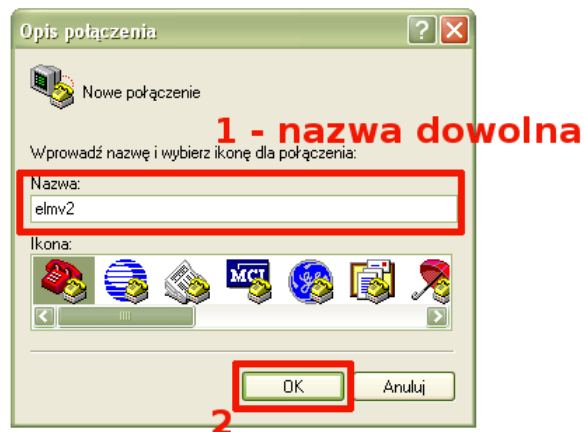 Opis połączenia
Nowe połączenie
1 - nazwa dowolna
Wprowadź nazwę i wybierz ikonę dla połączenia:
Nazwa:
elmv2
Ikona:
MCI
OK
Anuluj
2